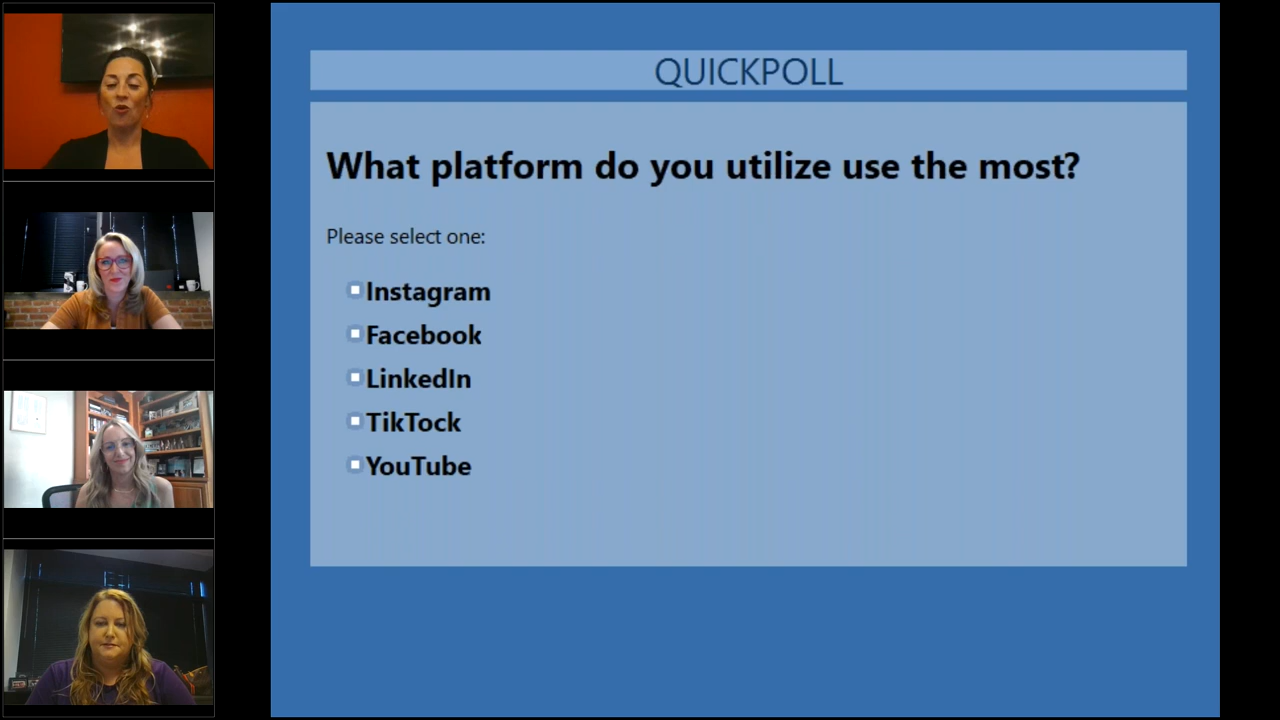 QUICKPOLL
What platform do you utilize use the most?
Please select one:
Instagram
Facebook
LinkedIn
TikTock
YouTube